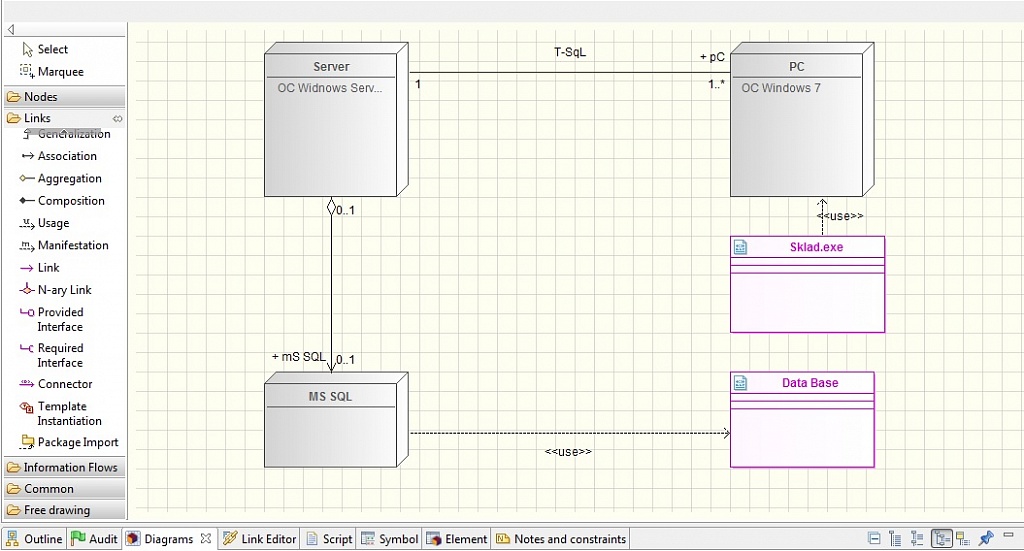 Select
Marquee
Nodes
Links
Generalization
Association
Aggregation
Composition
Usage
Manifestation
Link
N-ary Link
Provided
Interface
Required
Interface
Connector
Template
Instantiation
Package Import
Information Flows
Common
Free drawing
Server
OC Widnows Serv...
T-SqL
1
+ pC
1..*
PC
OC Windows 7
0..1
<<use>>
Sklad.exe
+ mS SQL
0..1
MS SQL
<<use>>
Data Base
Outline
Audit
Diagrams
Link Editor
Script
Symbol
Element
Notes and constraints